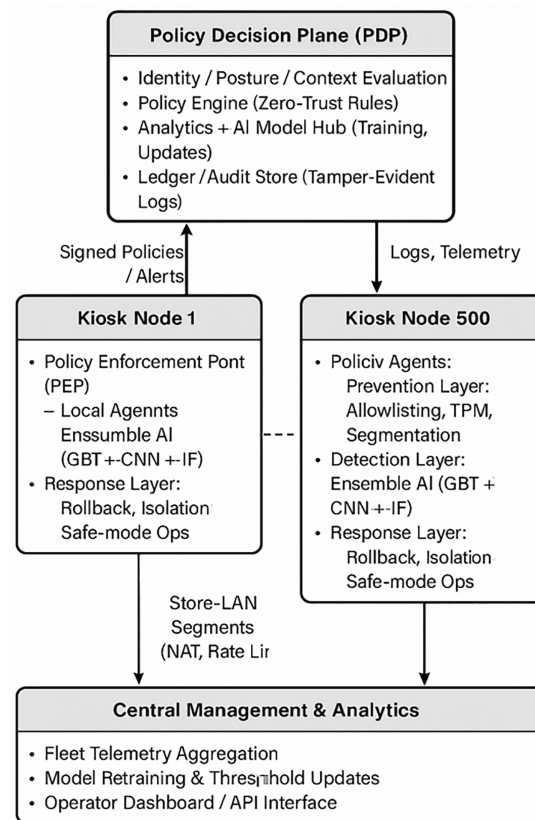 Policy Decision Plane (PDP)
• Identity / Posture / Context Evaluation
• Policy Engine (Zero-Trust Rules)
• Analytics + AI Model Hub (Training,
Updates)
• Ledger / Audit Store (Tamper-Evident
Logs)
Signed Policies
/ Alerts
Logs, Telemetry
Kiosk Node 1
• Policy Enforcement Pont
(PEP)
– Local Agennts
Enssumble AI
(GBT +-CNN +-IF)
• Response Layer:
Rollback, Isolation
Safe-mode Ops
Kiosk Node 500
• Policiv Agents:
Prevention Layer:
Allowlisting, TPM,
Segmentation
• Detection Layer:
Ensemble AI (GBT +
CNN +-IF)
• Response Layer:
Rollback, Isolation
Safe-mode Ops
Store-LAN
Segments
(NAT, Rate Lir
Central Management & Analytics
• Fleet Telemetry Aggregation
• Model Retraining & Threshold Updates
• Operator Dashboard / API Interface